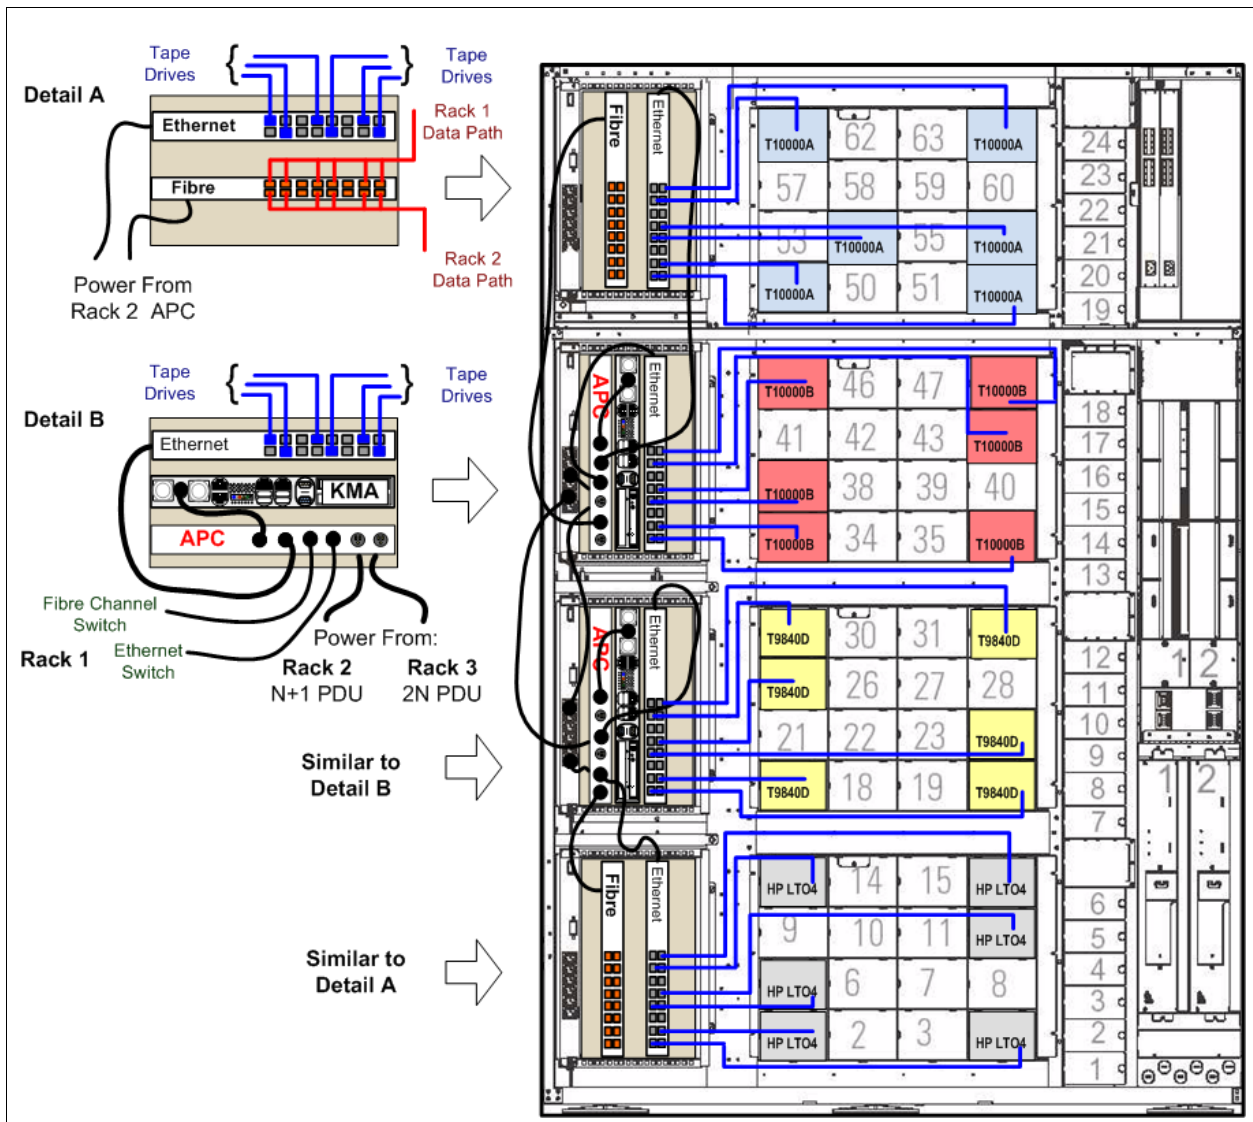 Tape
Drives
Tape
Drives
Detail A
Ethernet
Rack 1
Data Path
Fibre
Rack 2
Data Path
Power From
Rack 2 APC
Tape
Drives
Tape
Drives
Detail B
Ethernet
KMA
APC
Fibre Channel
Switch
Rack 1
Ethernet
Switch
Power From:
Rack 2
N+1 PDU
Rack 3
2N PDU
Similar to
Detail B
Similar to
Detail A
Fibre
Ethernet
T10000A 62 63 T10000A
57 58 59 60
53 T10000A 55 T10000A
T10000A 50 51 T10000A
24
23
22
21
20
19
APC
Ethernet
T10000B 46 47 T10000B
41 42 43 T10000B
T10000B 38 39 40
T10000B 34 35 T10000B
18
17
16
15
14
13
APC
Ethernet
T9840D 30 31 T9840D
T9840D 26 27 28
21 22 23 T9840D
T9840D 18 19 T9840D
12
11
10
9
8
7
1 2
1 2
Fibre
Ethernet
HP LTO4 14 15 HP LTO4
9 10 11 HP LTO4
HP LTO4 6 7 8
HP LTO4 2 3 HP LTO4
6
5
4
3
2
1